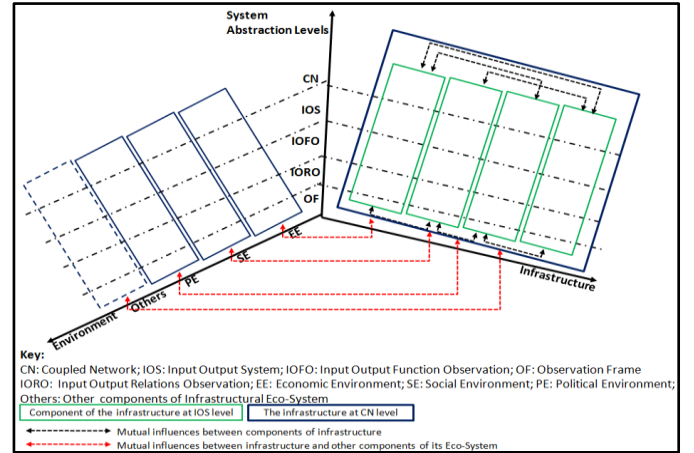 System
Abstraction Levels
CN
IOS
IOFO
IORO
OF
EE
SE
PE
Others
Environment
Infrastructure
Key:
CN: Coupled Network; IOS: Input Output System; IOFO: Input Output Function Observation; OF: Observation Frame
IORO: Input Output Relations Observation; EE: Economic Environment; SE: Social Environment; PE: Political Environment;
Others: Other components of Infrastructural Eco-System
Component of the infrastructure at IOS level
The infrastructure at CN level
Mutual influences between components of infrastructure
Mutual influences between infrastructure and other components of its Eco-System